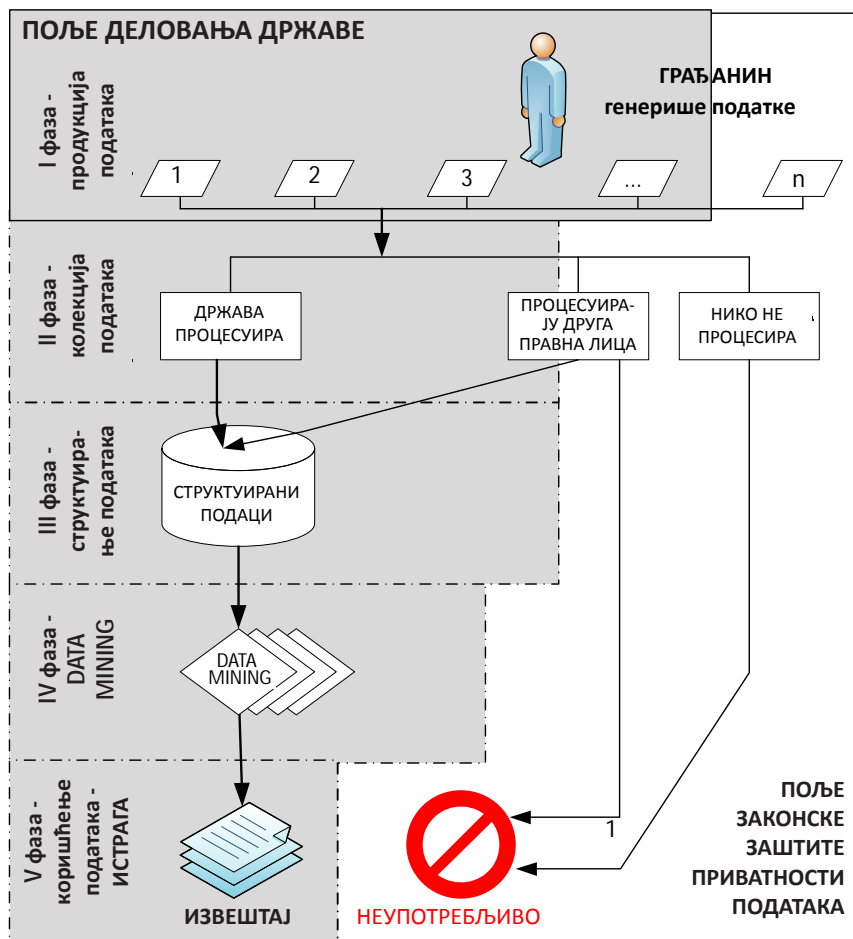 ПОЉЕ ДЕЛОВАЊА ДРЖАВЕ
ГРАЂАНИН
генерише податке
I фаза -
продукција
података
1
2
3
...
n
II фаза -
колекција
података
ДРЖАВА
ПРОЦЕСУИРА
ПРОЦЕСУИРА-
ЈУ ДРУГА
ПРАВНА ЛИЦА
НИКО НЕ
ПРОЦЕСИРА
III фаза -
структуира-
ње података
СТРУКТУИРАНИ
ПОДАЦИ
IV фаза -
DATA
MINING
DATA
MINING
V фаза -
коришћење
података -
ИСТРАГА
ИЗВЕШТАЈ
1
НЕУПОТРЕБЉИВО
ПОЉЕ
ЗАКОНСКЕ
ЗАШТИТЕ
ПРИВАТНОСТИ
ПОДАТАКА